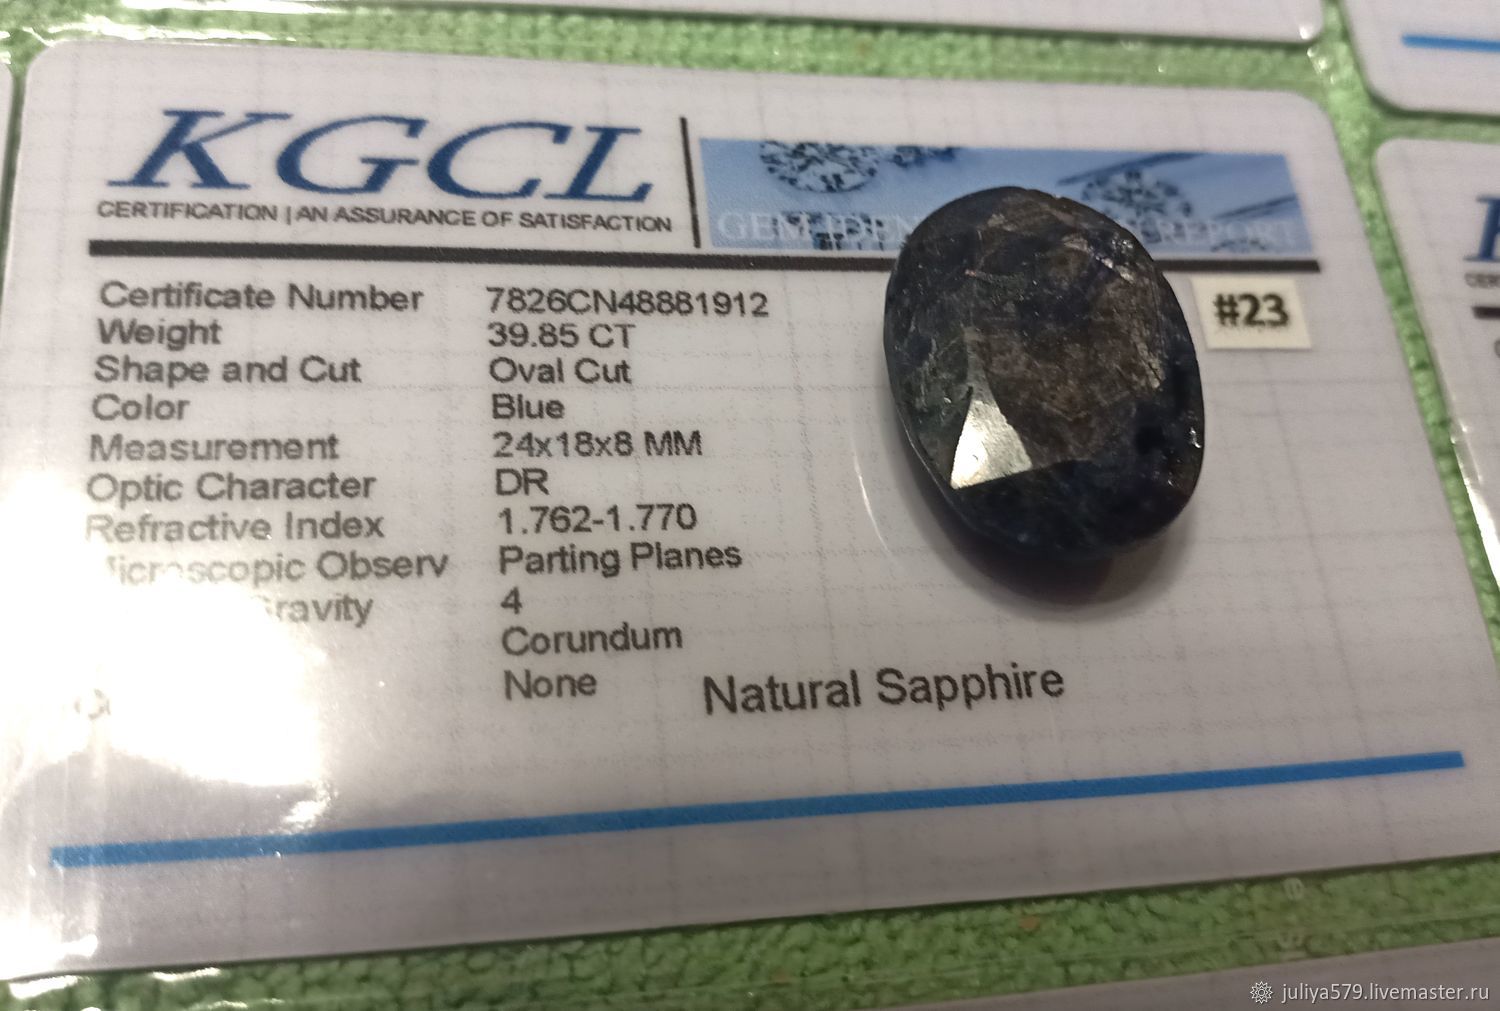 KGCL
CERTIFICATION | AN ASSURANCE OF SATISFACTION
REPORT
Certificate Number 7826CN48881912
#23
Weight 39.85 CT
Shape and Cut Oval Cut
Color Blue
Measurement 24x18x8 MM
Optic Character DR
Refractive Index 1.762-1.770
Observ Parting Planes
4
Corundum
None
Natural Sapphire
juliya579.livemaster.ru